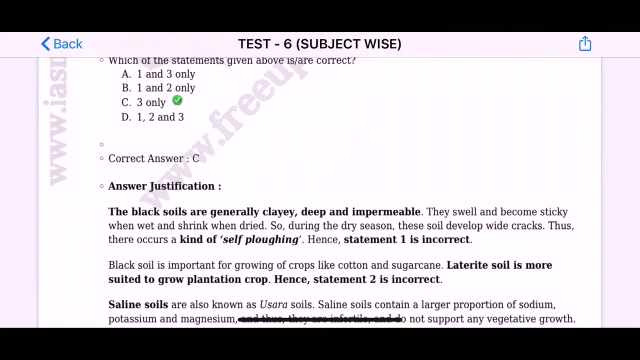 Back
TEST - 6 (SUBJECT WISE)
Which of the statements given above is/are correct?
A. 1 and 3 only
B. 1 and 2 only
C. 3 only
D. 1, 2 and 3
Correct Answer : C
Answer Justification :
The black soils are generally clayey, deep and impermeable. They swell and become sticky
when wet and shrink when dried. So, during the dry season, these soil develop wide cracks. Thus,
there occurs a kind of 'self ploughing'. Hence, statement 1 is incorrect.
Black soil is important for growing of crops like cotton and sugarcane. Laterite soil is more
suited to grow plantation crop. Hence, statement 2 is incorrect.
Saline soils are also known as Usara soils. Saline soils contain a larger proportion of sodium,
potassium and magnesium, and thus, they are infertile, and do not support any vegetative growth.
www.freeup
www.iasn